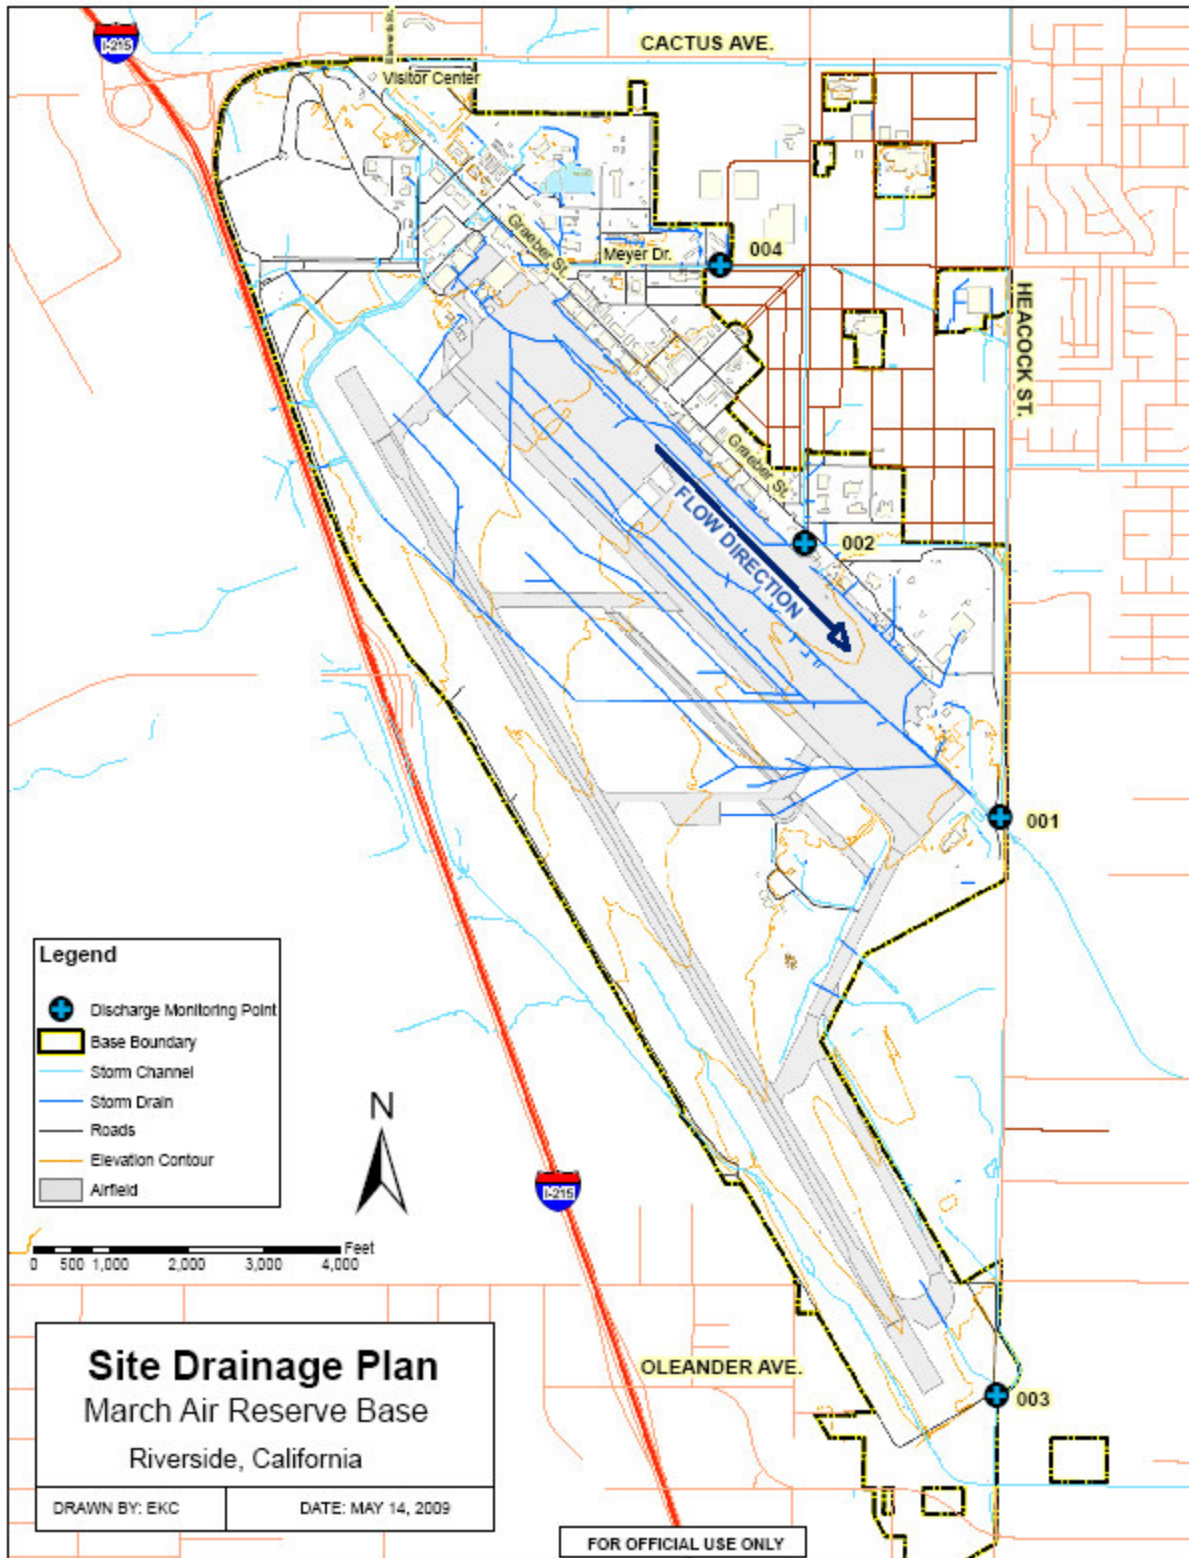 I-215
CACTUS AVE.
Visitor Center
Graeber St.
Meyer Dr.
004
HEACOCK ST.
Graeber St.
FLOW DIRECTION
002
001
Legend
Discharge Monitoring Point
Base Boundary
Storm Channel
Storm Drain
Roads
Elevation Contour
Airfield
N
Feet
0 500 1,000 2,000 3,000 4,000
I-215
Site Drainage Plan
March Air Reserve Base
Riverside, California
DRAWN BY: EKC DATE: MAY 14, 2009
OLEANDER AVE.
003
FOR OFFICIAL USE ONLY